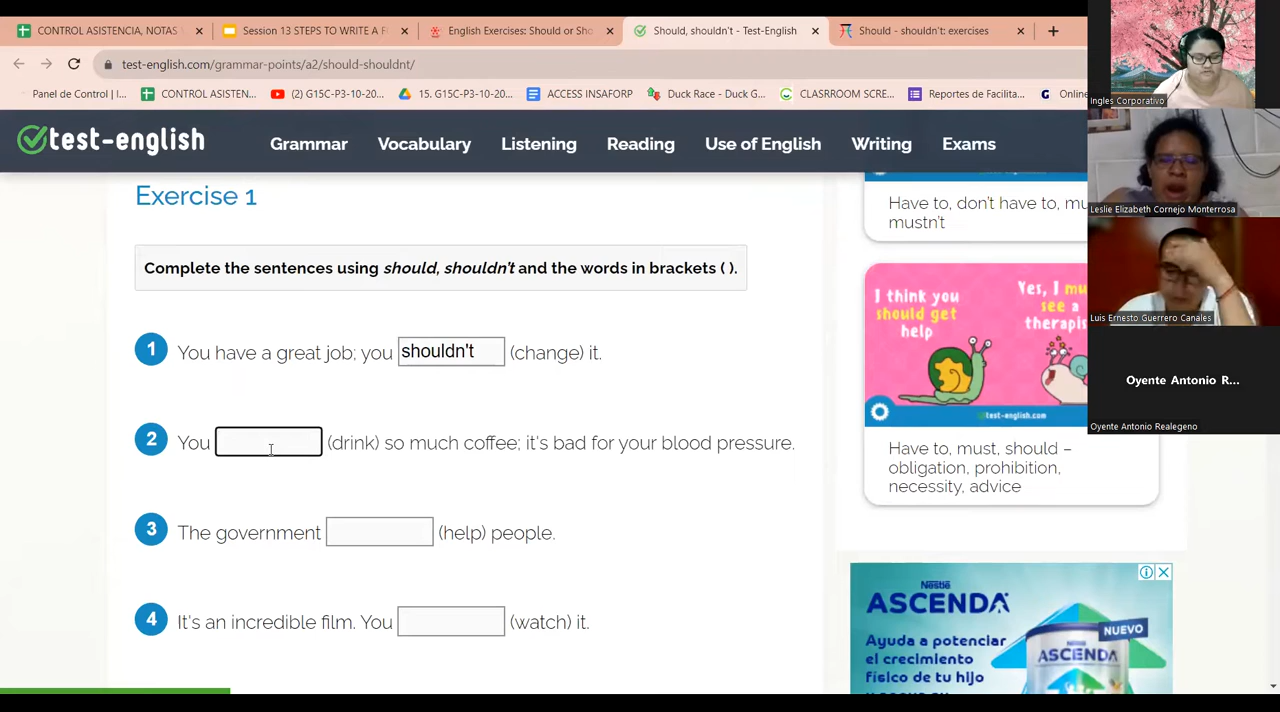 CONTROL ASISTENCIA, NOTAS
Session 13 STEPS TO WRITE A F
English Exercises: Should or Sho
Should, shouldn't - Test-English
Should - shouldn't: exercises
test-english.com/grammar-points/a2/should-shouldnt/
Panel de Control | I...
CONTROL ASISTEN...
(2) G15C-P3-10-20...
15. G15C-P3-10-202...
ACCESS INSAFORP
Duck Race - Duck G...
CLASRROOM SCRE...
Reportes de Facilita...
Online
test-english
Grammar
Vocabulary
Listening
Reading
Use of English
Writing
Exams
Exercise 1
Complete the sentences using should, shouldn't and the words in brackets ( ).
1 You have a great job; you shouldn't (change) it.
2 You (drink) so much coffee; it's bad for your blood pressure.
3 The government (help) people.
4 It's an incredible film. You (watch) it.
Have to, don't have to, mu
mustn't
I think you
should get
help
Yes, I mu
see a
therapis
test-english.com
Have to, must, should –
obligation, prohibition,
necessity, advice
Nestlé
ASCENDA
Ayuda a potenciar
el crecimiento
físico de tu hijo
NUEVO
ASCENDA
Ingles Corporativo
Leslie Elizabeth Cornejo Monterrosa
Luis Ernesto Guerrero Canales
Oyente Antonio R...
Oyente Antonio Realegeno